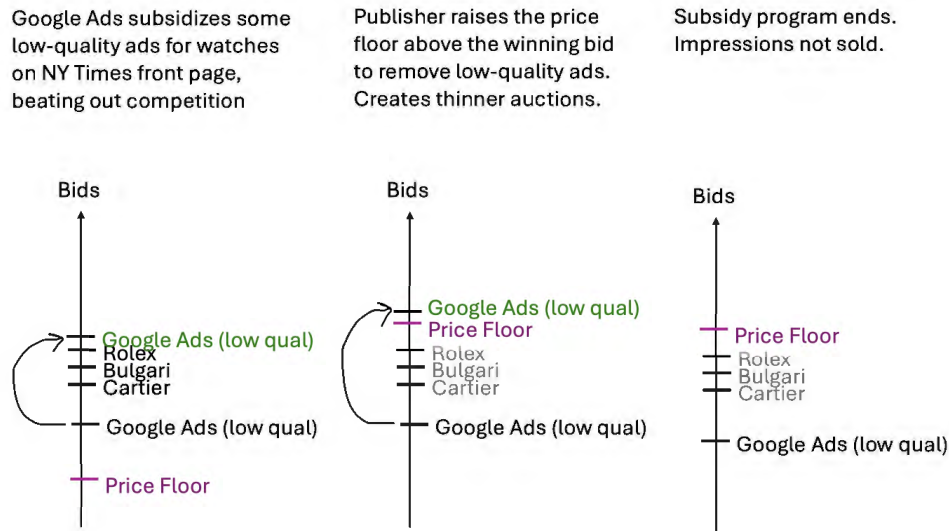 Google Ads subsidizes some
low-quality ads for watches
on NY Times front page,
beating out competition
Publisher raises the price
floor above the winning bid
to remove low-quality ads.
Creates thinner auctions.
Subsidy program ends.
Impressions not sold.
Bids
Google Ads (low qual)
Rolex
Bulgari
Cartier
Google Ads (low qual)
Price Floor
Bids
Google Ads (low qual)
Price Floor
Rolex
Bulgari
Cartier
Google Ads (low qual)
Bids
Price Floor
Rolex
Bulgari
Cartier
Google Ads (low qual)